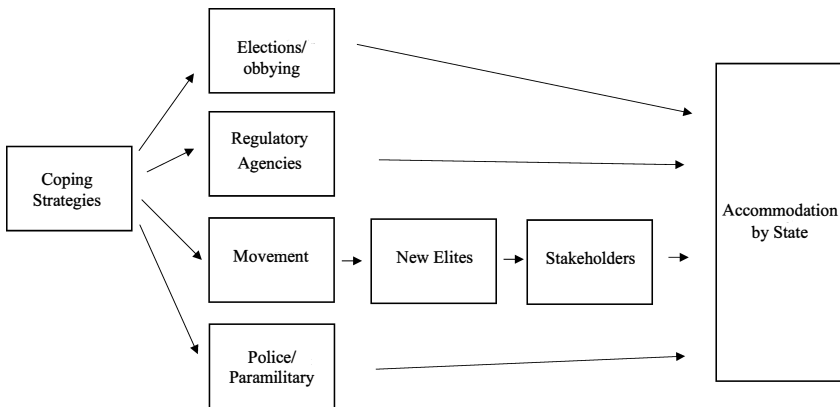 Elections/
obbying
Regulatory
Agencies
Coping
Strategies
Movement
New Elites
Stakeholders
Accommodation
by State
Police/
Paramilitary